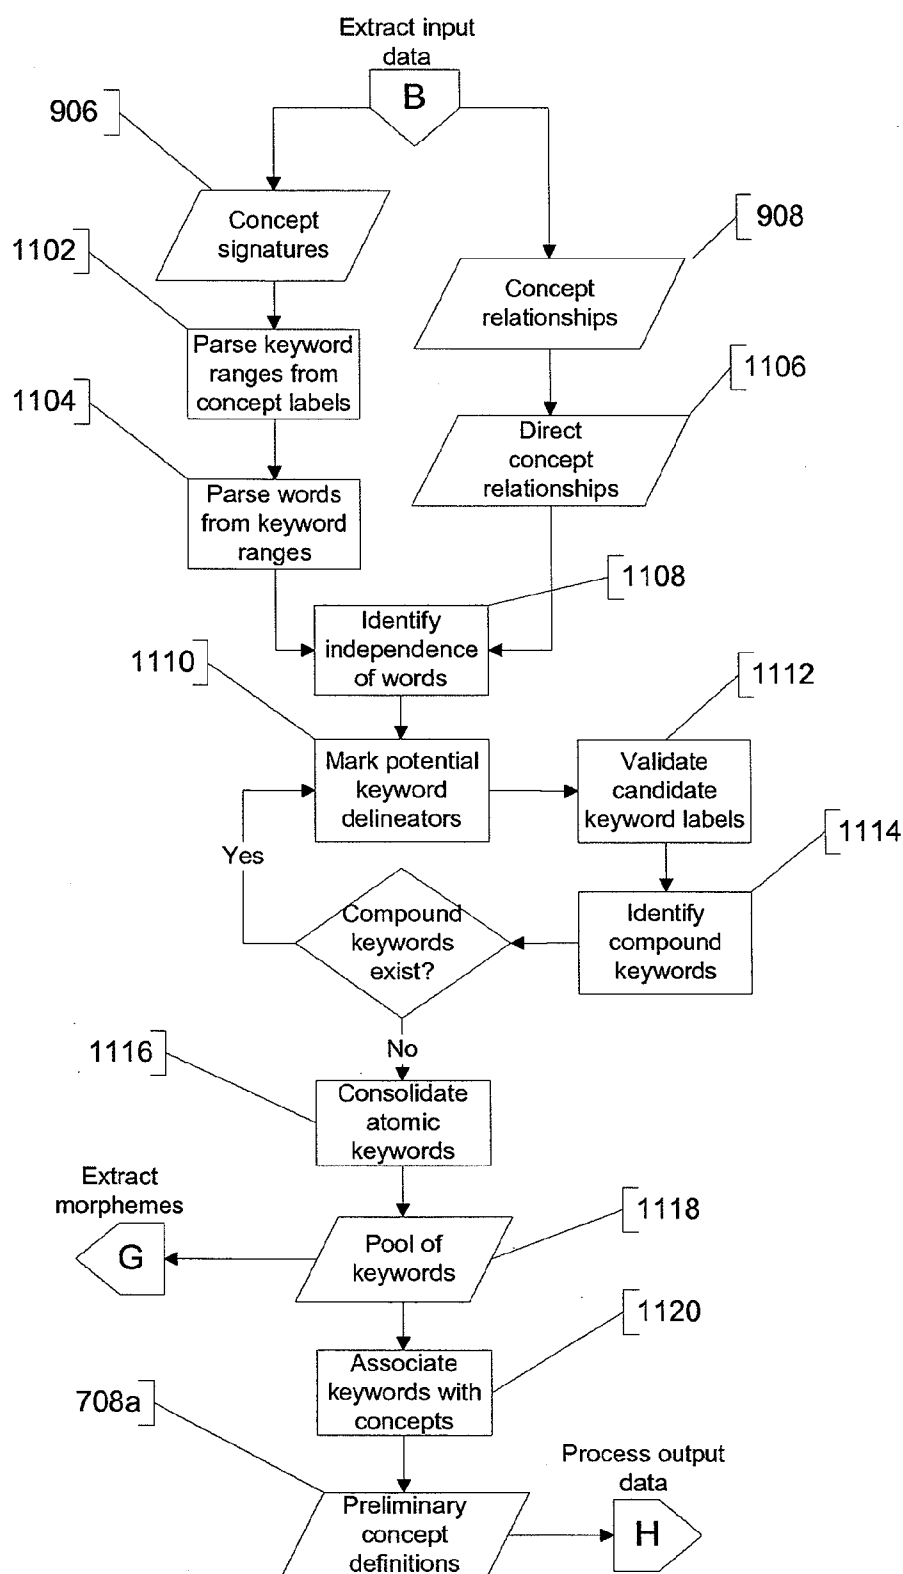 Extract input
data
B
906
Concept
signatures
908
1102
Concept
relationships
Parse keyword
ranges from
concept labels
1106
1104
Direct
concept
relationships
Parse words
from keyword
ranges
1108
Identify
independence
of words
1110
1112
Mark potential
keyword
delineators
Validate
candidate
keyword labels
1114
Yes
Compound
keywords
exist?
Identify
compound
keywords
No
1116
Consolidate
atomic
keywords
Extract
morphemes
G
1118
Pool of
keywords
1120
Associate
keywords with
concepts
708a
Process output
data
Preliminary
concept
definitions
H